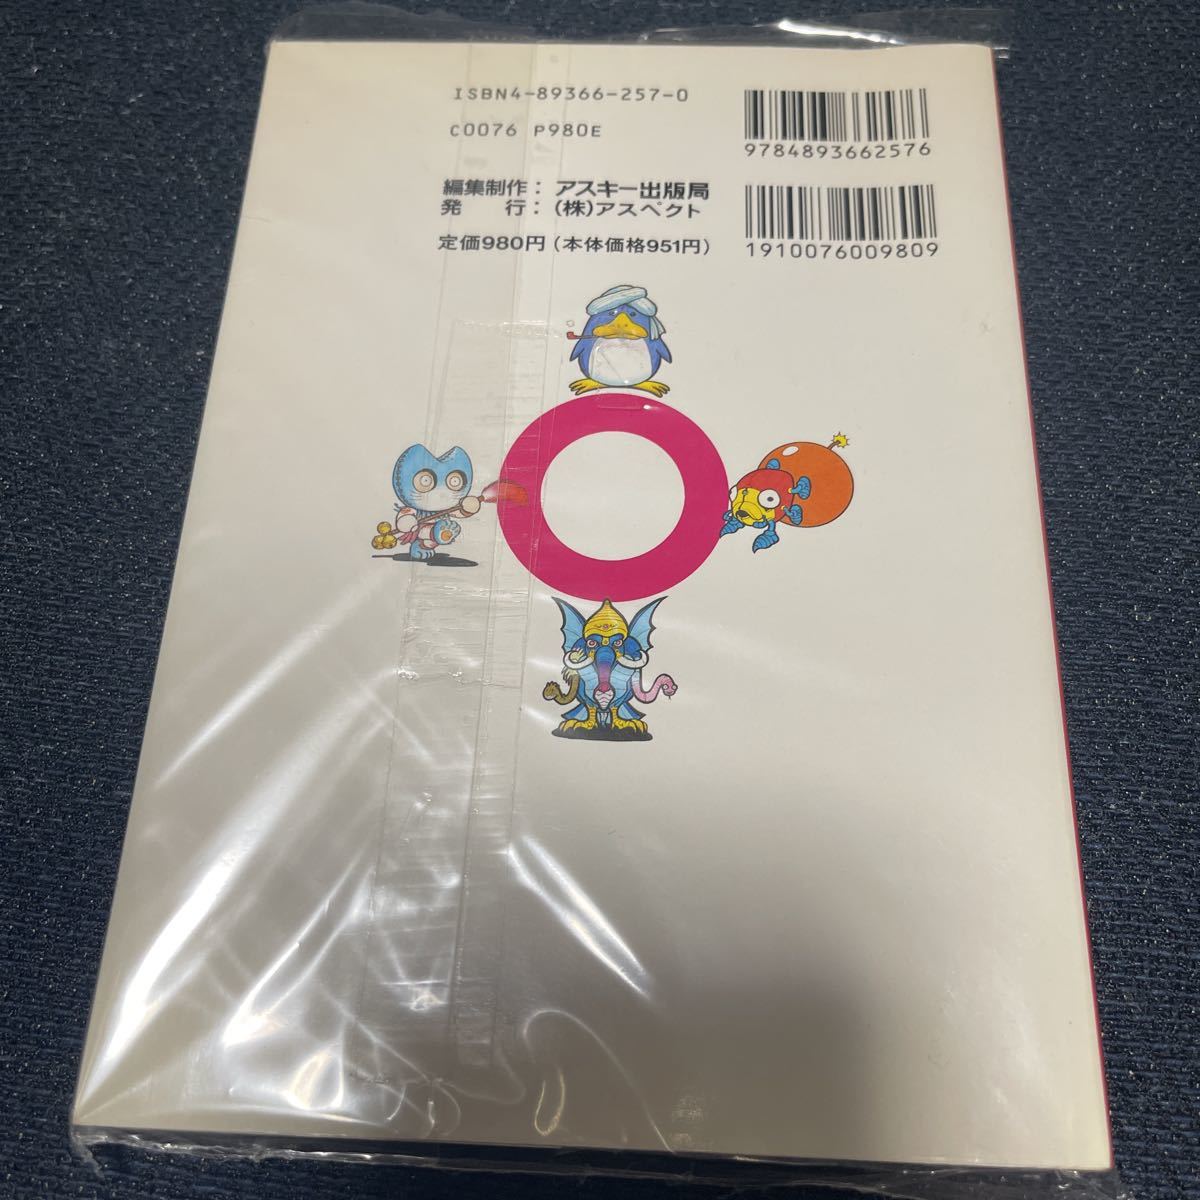 ISBN4-89366-257-0
C0076 P980E
9784893662576
編集制作：アスキー出版局
発　　行：(株)アスペクト
定価980円(本体価格951円)
1910076009809